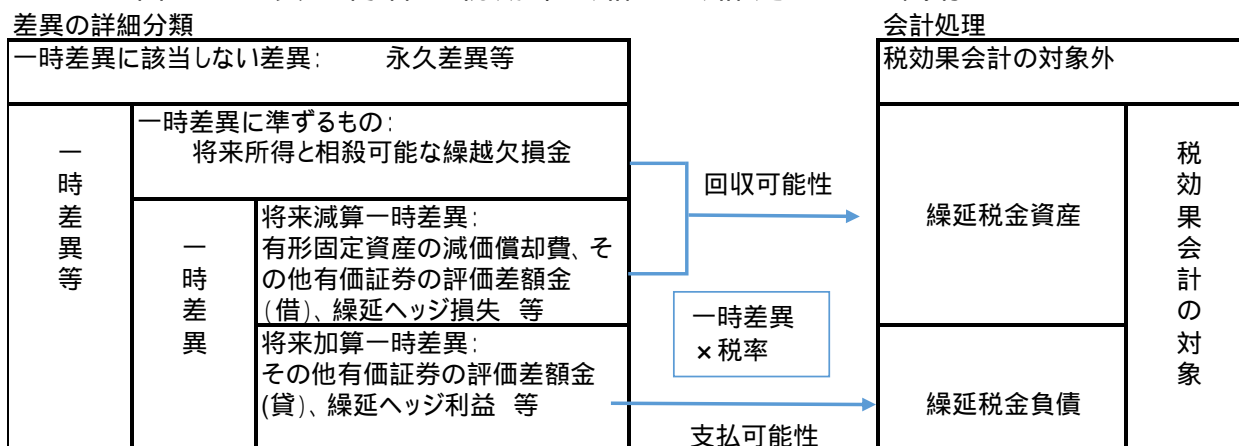 差異の詳細分類
会計処理
一時差異に該当しない差異: 永久差異等
税効果会計の対象外
一時差異等
一時差異に準ずるもの:
将来所得と相殺可能な繰越欠損金
一時差異
将来減算一時差異:
有形固定資産の減価償却費、そ
の他有価証券の評価差額金
(借)、繰延ヘッジ損失 等
将来加算一時差異:
その他有価証券の評価差額金
(貸)、繰延ヘッジ利益 等
回収可能性
一時差異
×税率
支払可能性
繰延税金資産
繰延税金負債
税効果会計の対象